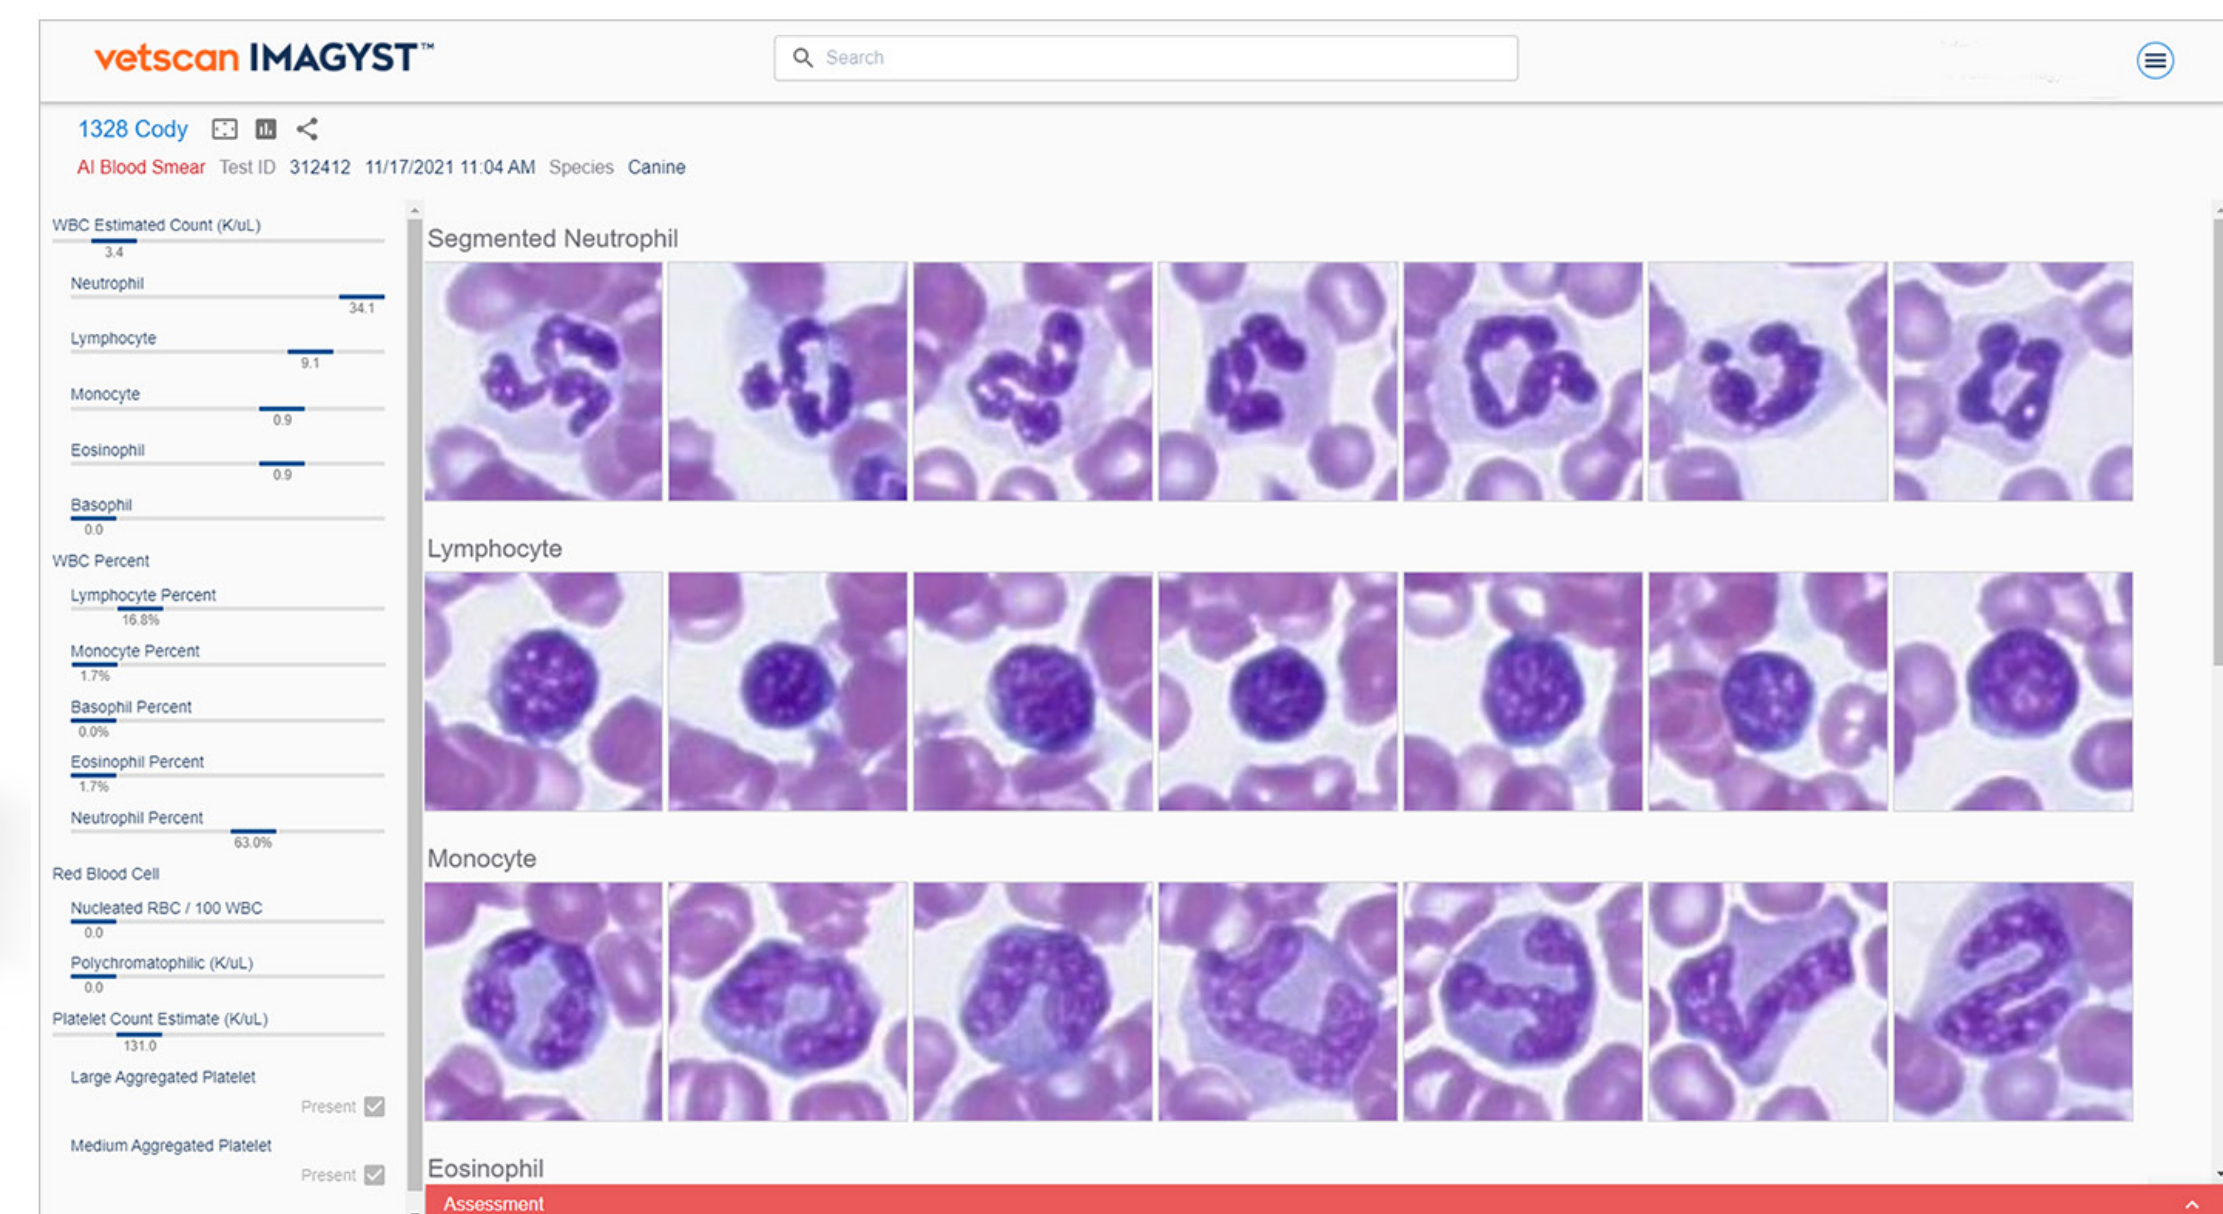 vetscan IMAGYST™
Search
1328 Cody
AI Blood Smear Test ID 312412 11/17/2021 11:04 AM Species Canine
WBC Estimated Count (K/uL)
3.4
Neutrophil
34.1
Lymphocyte
9.1
Monocyte
0.9
Eosinophil
0.9
Basophil
0.0
WBC Percent
Lymphocyte Percent
16.8%
Monocyte Percent
1.7%
Basophil Percent
0.0%
Eosinophil Percent
1.7%
Neutrophil Percent
63.0%
Red Blood Cell
Nucleated RBC / 100 WBC
0.0
Polychromatophilic (K/uL)
0.0
Platelet Count Estimate (K/uL)
131.0
Large Aggregated Platelet
Present
Medium Aggregated Platelet
Present
Segmented Neutrophil
Lymphocyte
Monocyte
Eosinophil
Assessment